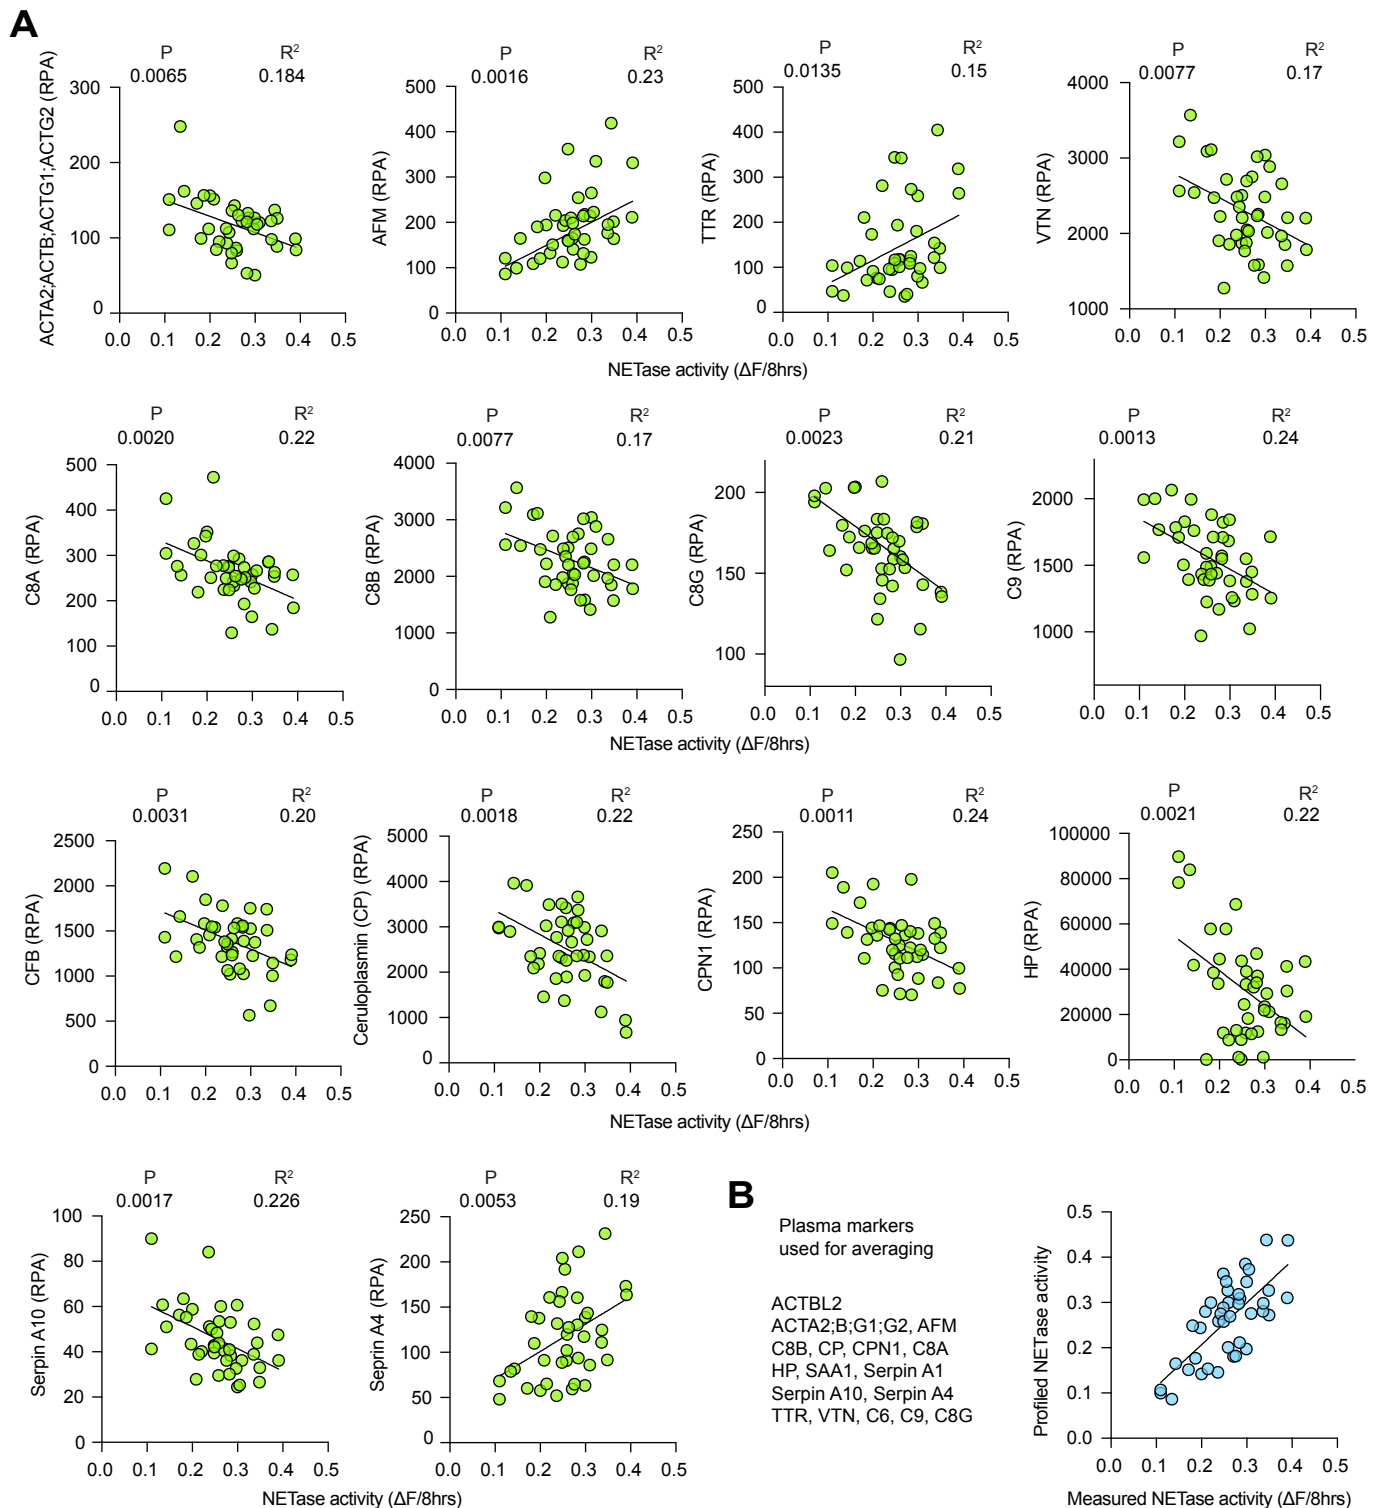 A
P R²
0.0065 0.184
ACTA2;ACTB;ACTG1;ACTG2 (RPA)
300
200
100
0
0.0 0.1 0.2 0.3 0.4 0.5
P R²
0.0016 0.23
AFM (RPA)
500
400
300
200
100
0
0.0 0.1 0.2 0.3 0.4 0.5
P R²
0.0135 0.15
TTR (RPA)
500
400
300
200
100
0
0.0 0.1 0.2 0.3 0.4 0.5
P R²
0.0077 0.17
VTN (RPA)
4000
3000
2000
1000
0.0 0.1 0.2 0.3 0.4 0.5
NETase activity (ΔF/8hrs)
P R²
0.0020 0.22
C8A (RPA)
500
400
300
200
100
0
0.0 0.1 0.2 0.3 0.4 0.5
P R²
0.0077 0.17
C8B (RPA)
4000
3000
2000
1000
0
0.0 0.1 0.2 0.3 0.4 0.5
P R²
0.0023 0.21
C8G (RPA)
200
150
100
0.0 0.1 0.2 0.3 0.4 0.5
P R²
0.0013 0.24
C9 (RPA)
2000
1500
1000
0.0 0.1 0.2 0.3 0.4 0.5
NETase activity (ΔF/8hrs)
P R²
0.0031 0.20
CFB (RPA)
2500
2000
1500
1000
500
0
0.0 0.1 0.2 0.3 0.4 0.5
P R²
0.0018 0.22
Ceruloplasmin (CP) (RPA)
5000
4000
3000
2000
1000
0
0.0 0.1 0.2 0.3 0.4 0.5
P R²
0.0011 0.24
CPN1 (RPA)
250
200
150
100
50
0
0.0 0.1 0.2 0.3 0.4 0.5
P R²
0.0021 0.22
HP (RPA)
100000
80000
60000
40000
20000
0
0.0 0.1 0.2 0.3 0.4 0.5
NETase activity (ΔF/8hrs)
P R²
0.0017 0.226
Serpin A10 (RPA)
100
80
60
40
20
0
0.0 0.1 0.2 0.3 0.4 0.5
P R²
0.0053 0.19
Seprin A4 (RPA)
250
200
150
100
50
0
0.0 0.1 0.2 0.3 0.4 0.5
NETase activity (ΔF/8hrs)
B
Plasma markers
used for averaging
ACTBL2
ACTA2;B;G1;G2, AFM
C8B, CP, CPN1, C8A
HP, SAA1, Serpin A1
Serpin A10, Serpin A4
TTR, VTN, C6, C9, C8G
Profiled NETase activity
0.5
0.4
0.3
0.2
0.1
0.0
0.0 0.1 0.2 0.3 0.4 0.5
Measured NETase activity (ΔF/8hrs)